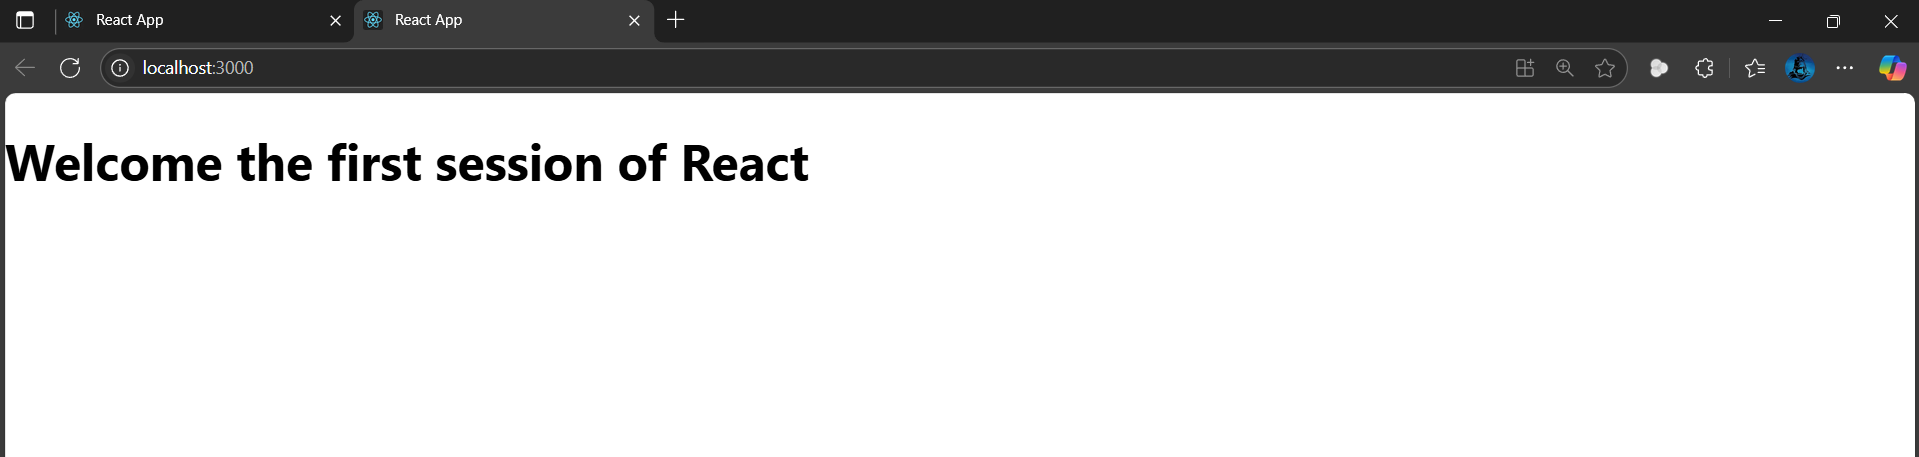 React App
React App
localhost:3000
Welcome the first session of React